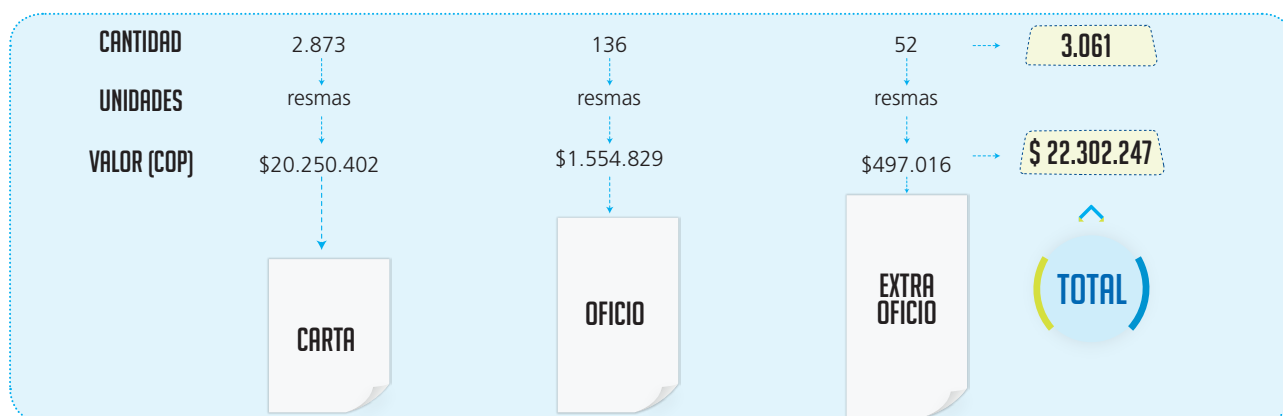 CANTIDAD 2.873 136 52 3.061
UNIDADES resmas resmas resmas
VALOR (COP) $20.250.402 $1.554.829 $497.016 $ 22.302.247
CARTA
OFICIO
EXTRA
OFICIO
TOTAL